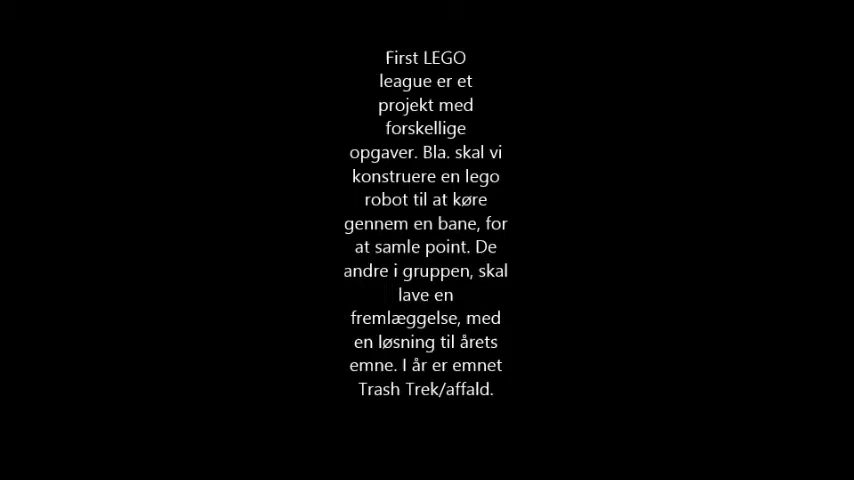 First LEGO
league er et
projekt med
forskellige
opgaver. Bla. skal vi
konstruere en lego
robot til at køre
gennem en bane, for
at samle point. De
andre i gruppen, skal
lave en
fremlæggelse, med
en løsning til årets
emne. I år er emnet
Trash Trek/affald.